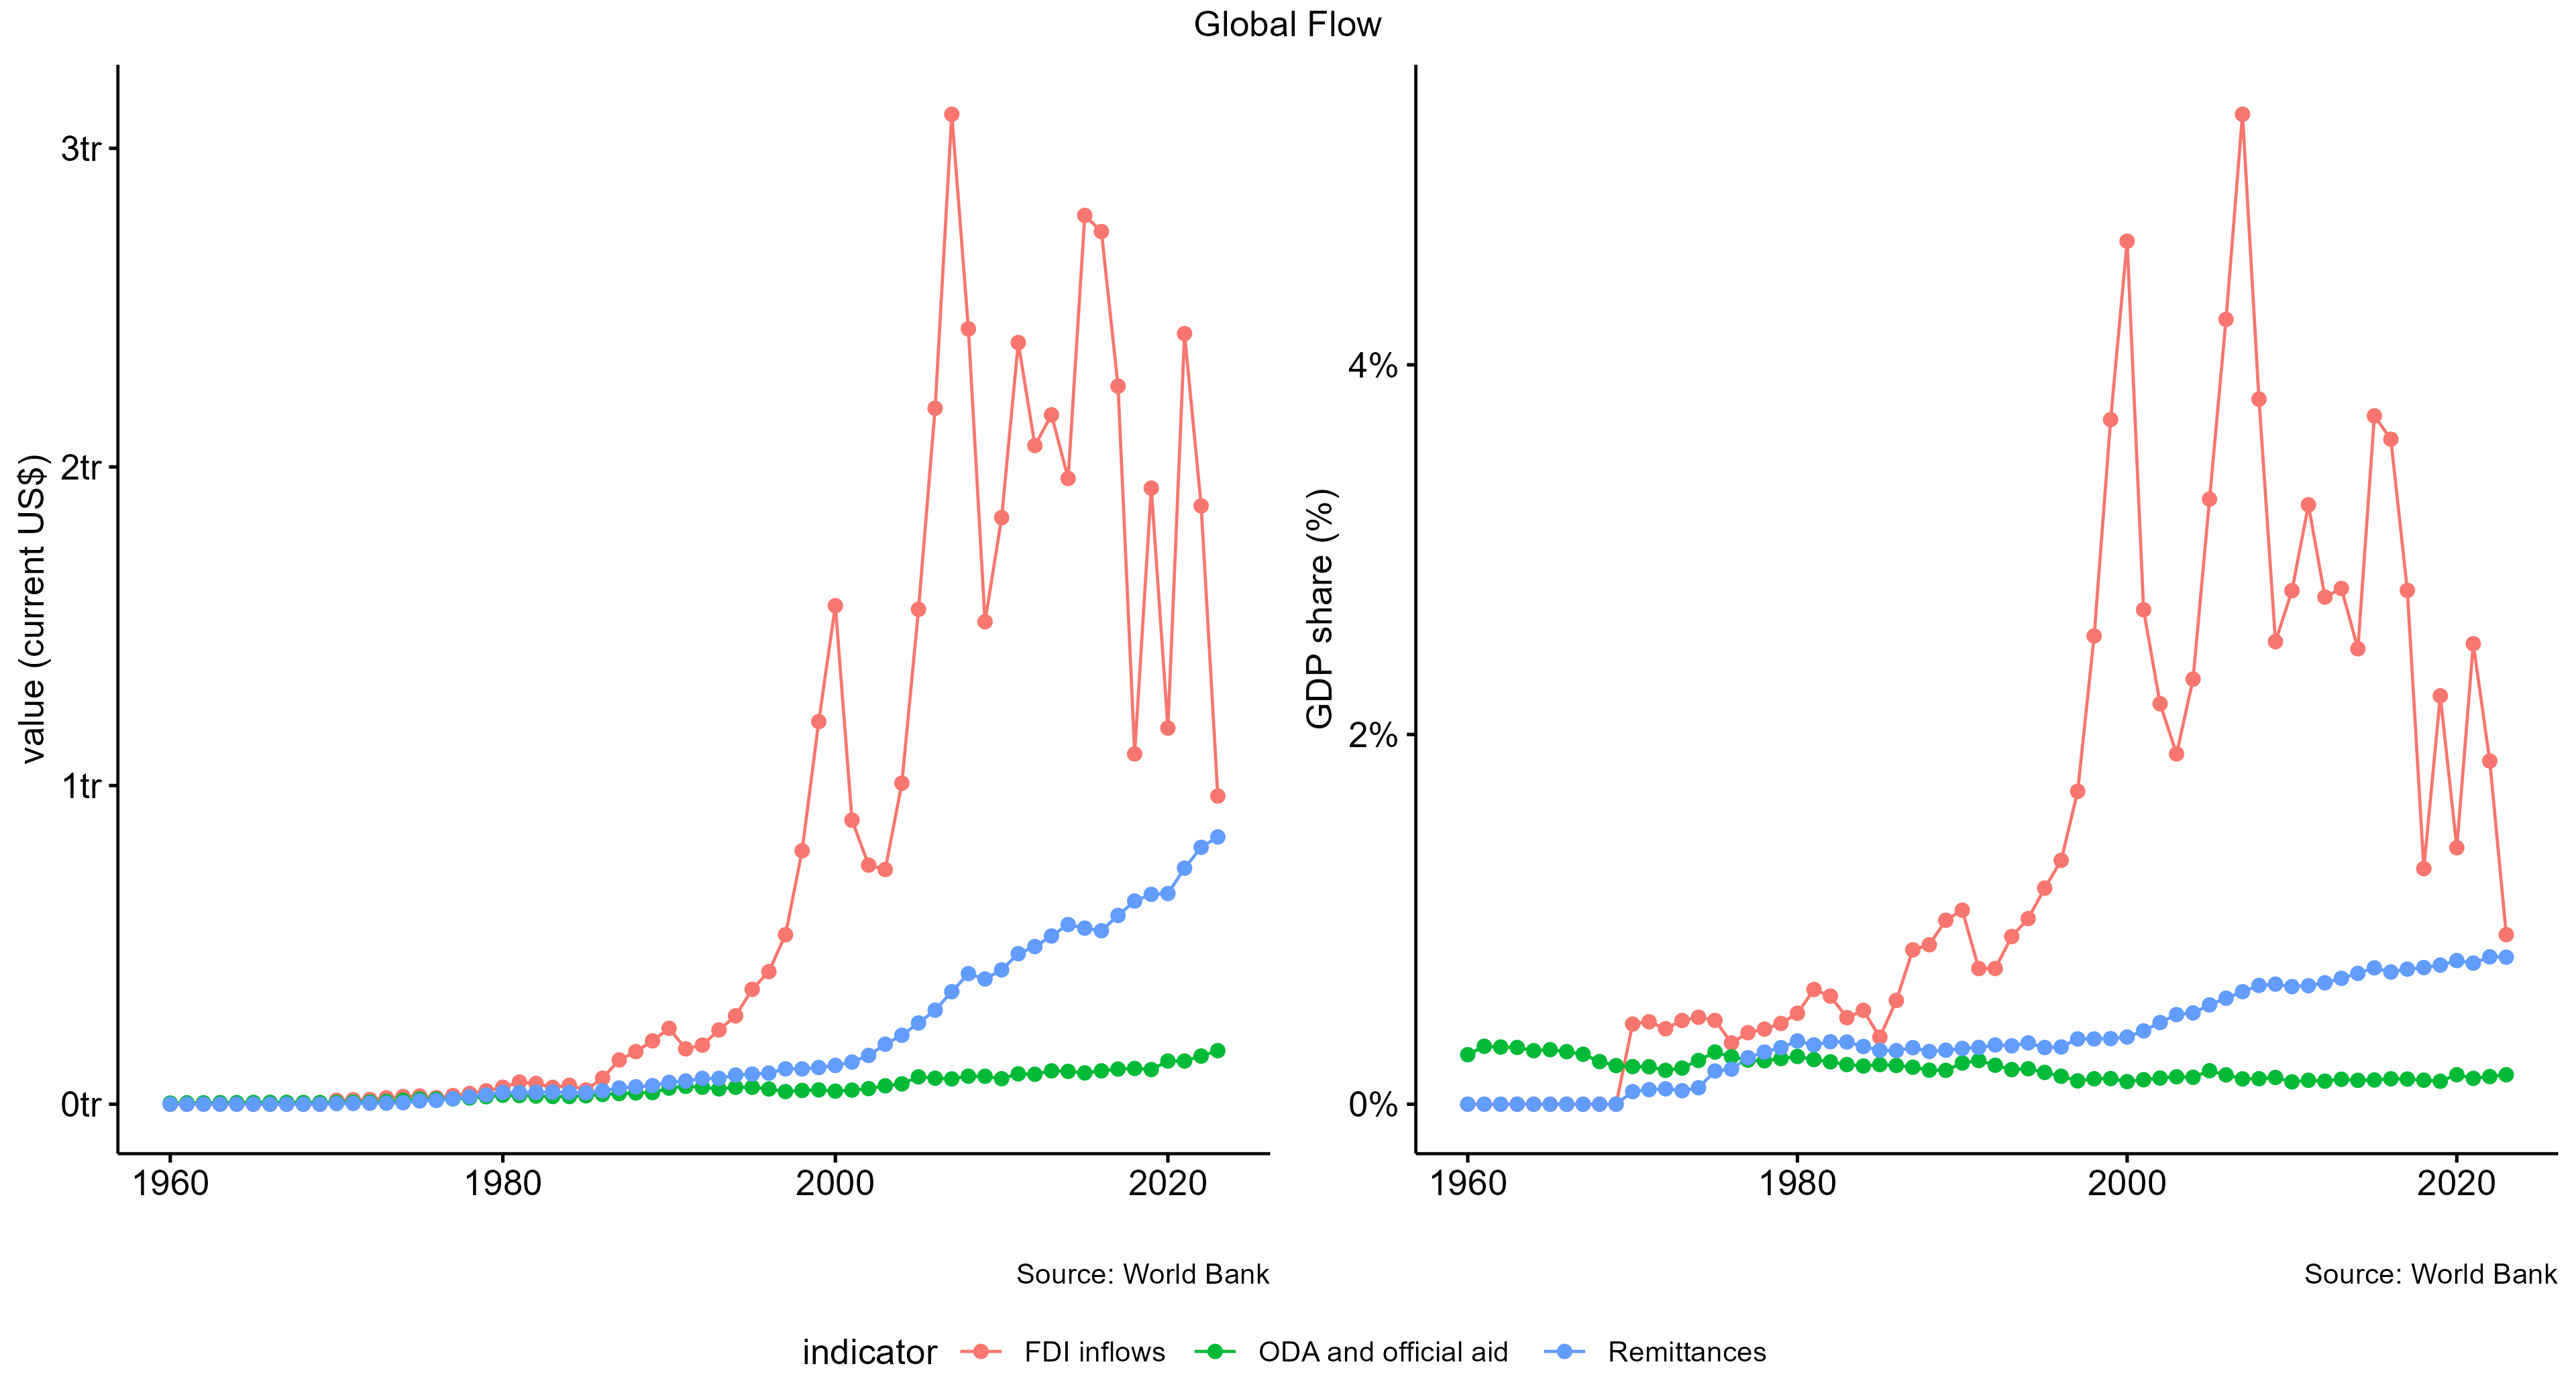 Global Flow
value (current US$)
3tr
2tr
1tr
0tr
1960 1980 2000 2020
Source: World Bank
GDP share (%)
4%
2%
0%
1960 1980 2000 2020
Source: World Bank
indicator FDI inflows ODA and official aid Remittances